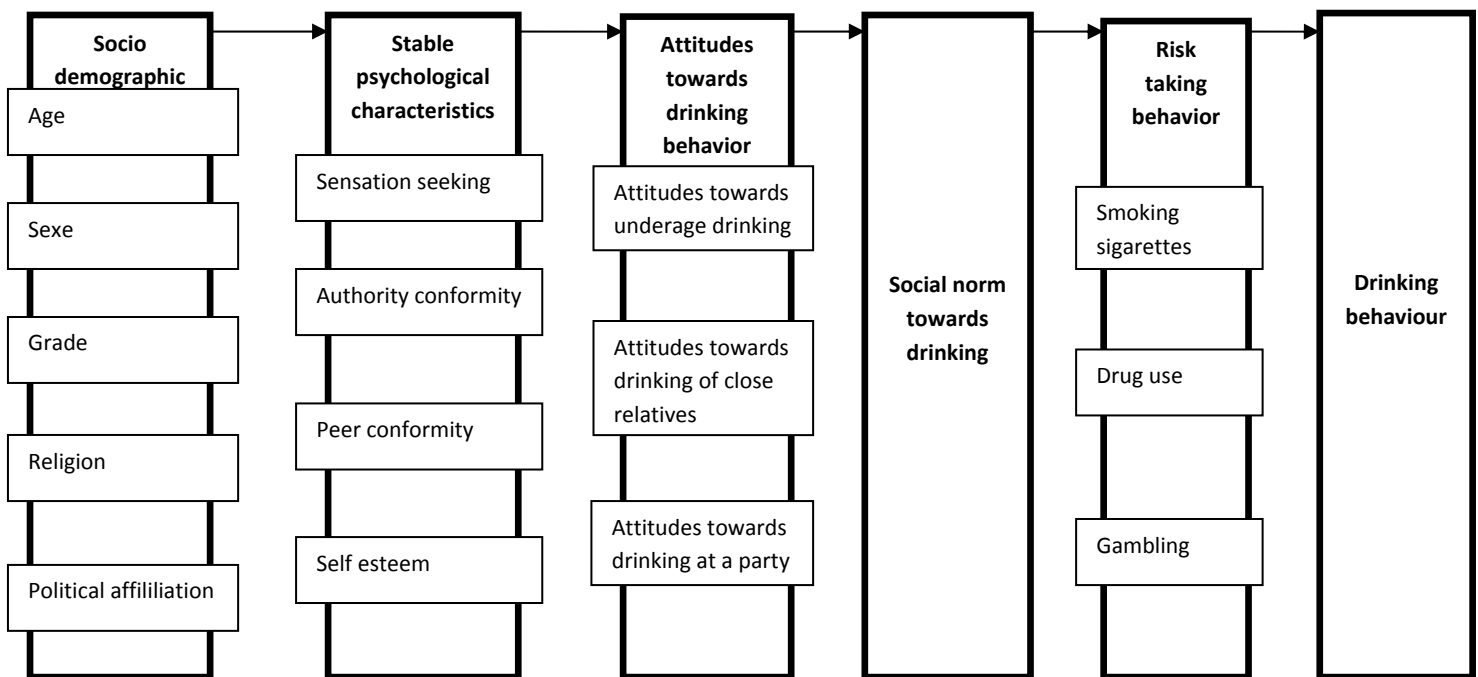 Socio
demographic
Age
Sexe
Grade
Religion
Political affililiation
Stable
psychological
characteristics
Sensation seeking
Authority conformity
Peer conformity
Self esteem
Attitudes
towards
drinking
behavior
Attitudes towards
underage drinking
Attitudes towards
drinking of close
relatives
Attitudes towards
drinking at a party
Social norm
towards
drinking
Risk
taking
behavior
Smoking
sigarettes
Drug use
Gambling
Drinking
behaviour